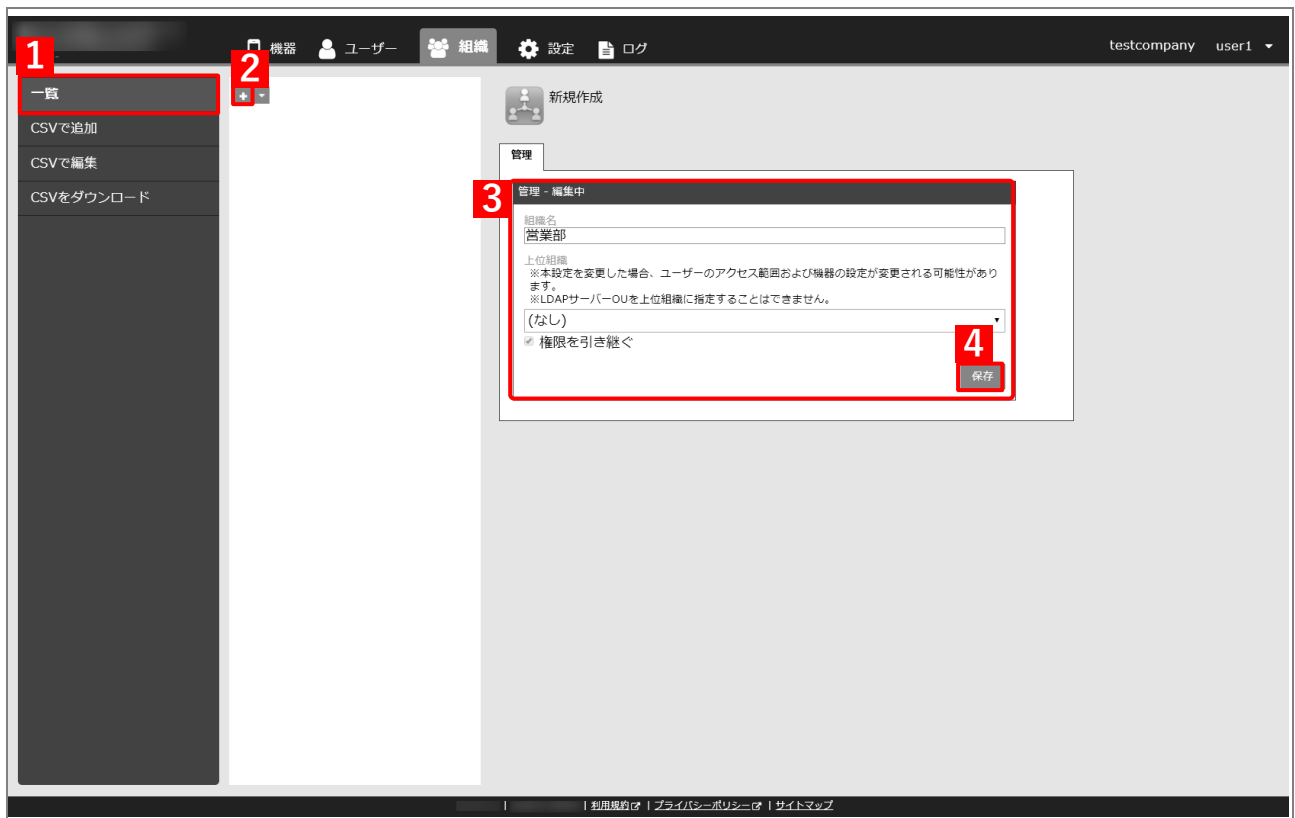 機器 ユーザー 組織 設定 ログ testcompany user1
1
2
一覧
CSVで追加
CSVで編集
CSVをダウンロード
新規作成
管理
3
管理 - 編集中
組織名
営業部
上位組織
※本設定を変更した場合、ユーザーのアクセス範囲および機器の設定が変更される可能性があり
ます。
※LDAPサーバーOUを上位組織に指定することはできません。
(なし)
権限を引き継ぐ
4
保存
| | 利用規約 | プライバシーポリシー | サイトマップ